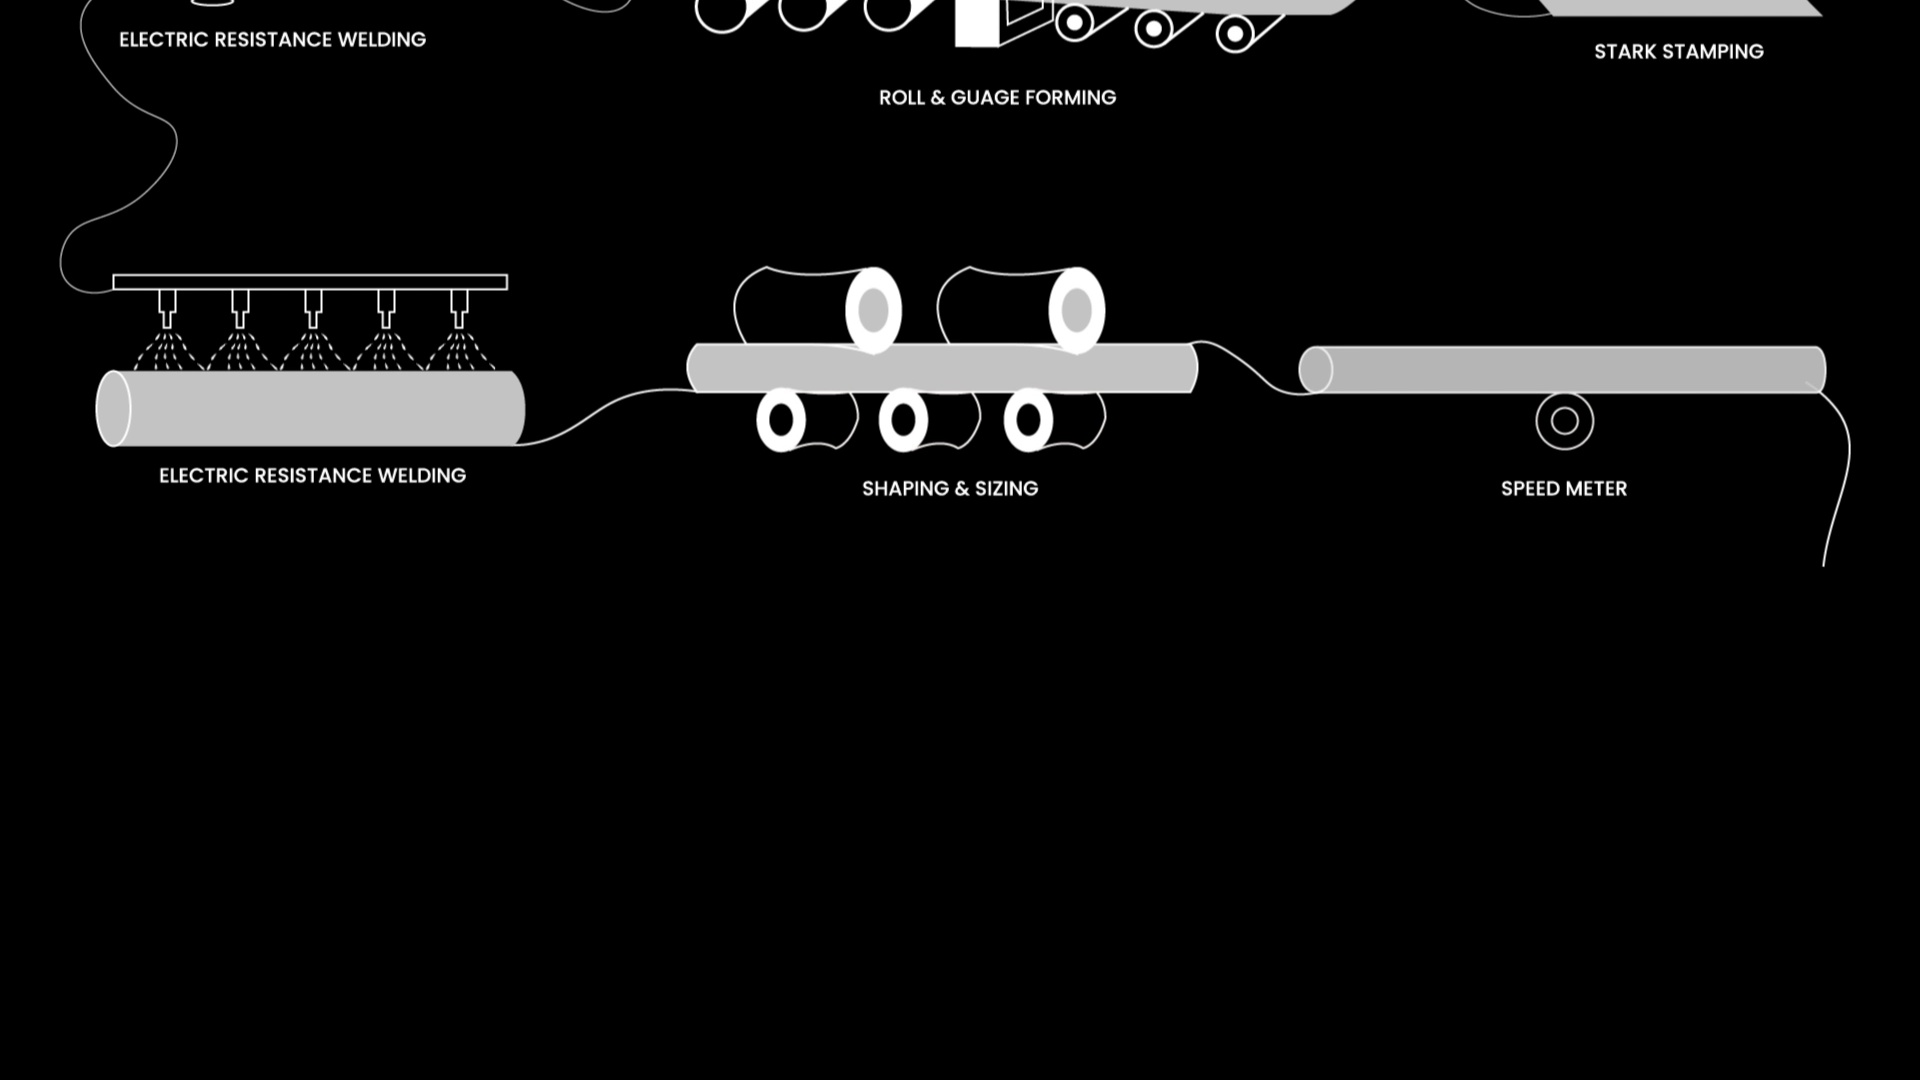 ELECTRIC RESISTANCE WELDING
STARK STAMPING
ROLL & GUAGE FORMING
ELECTRIC RESISTANCE WELDING
SHAPING & SIZING
SPEED METER